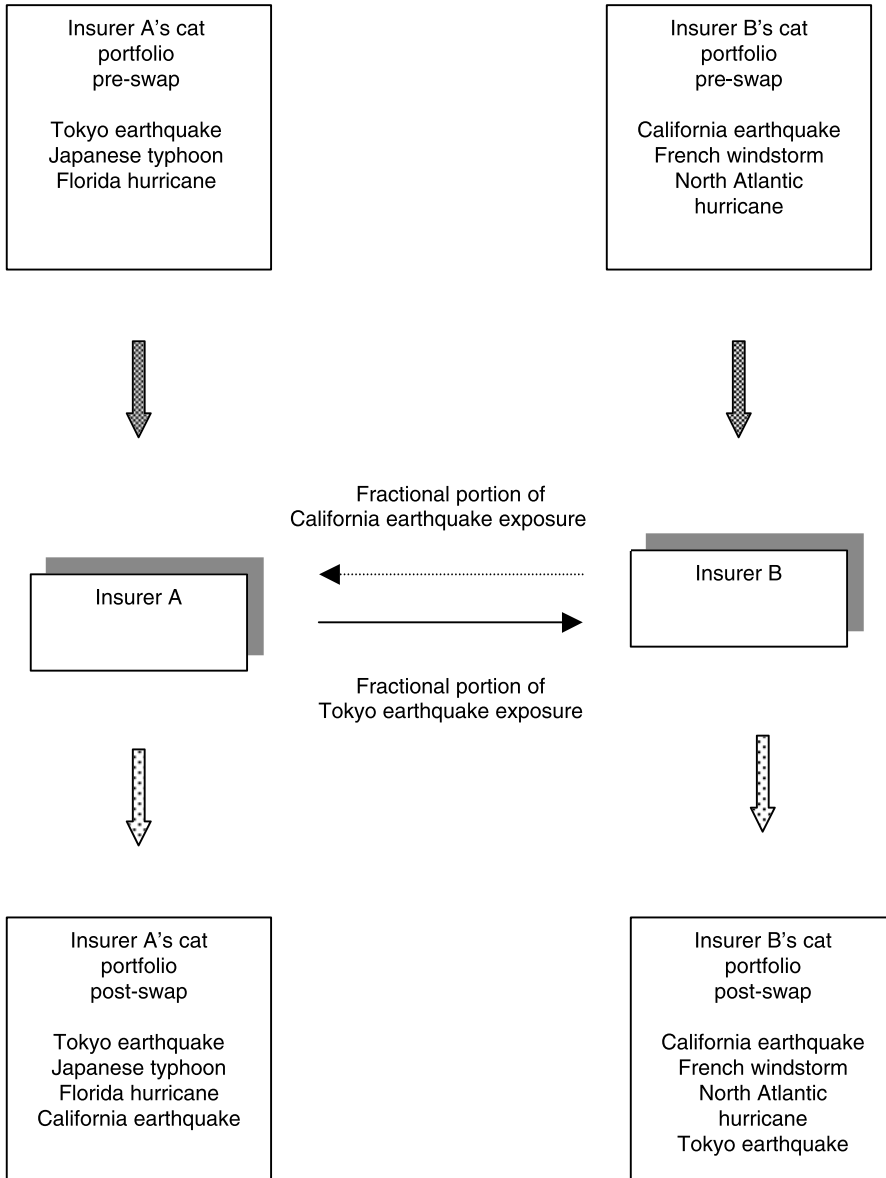 Insurer A’s cat
portfolio
pre-swap
Tokyo earthquake
Japanese typhoon
Florida hurricane
Insurer B’s cat
portfolio
pre-swap
California earthquake
French windstorm
North Atlantic
hurricane
Fractional portion of
California earthquake exposure
Insurer A
Insurer B
Fractional portion of
Tokyo earthquake exposure
Insurer A’s cat
portfolio
post-swap
Tokyo earthquake
Japanese typhoon
Florida hurricane
California earthquake
Insurer B’s cat
portfolio
post-swap
California earthquake
French windstorm
North Atlantic
hurricane
Tokyo earthquake